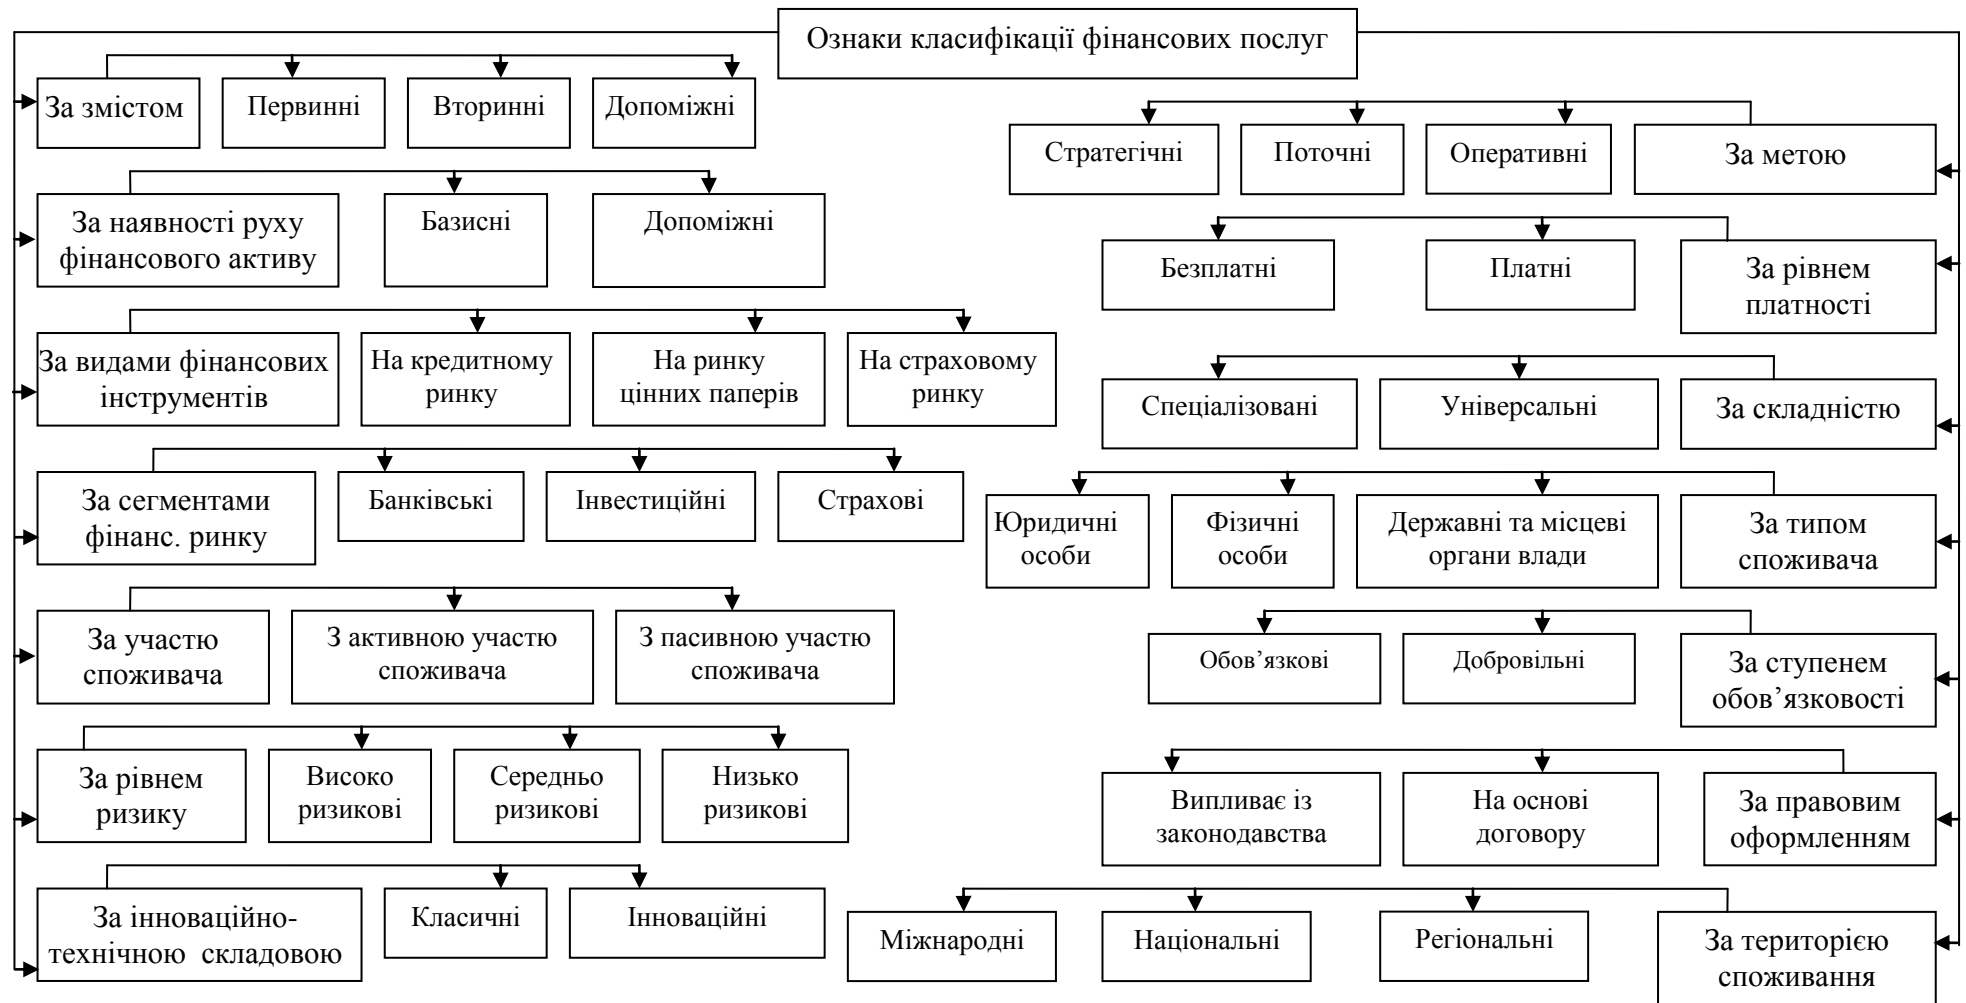 Ознаки класифікації фінансових послуг
За змістом
Первинні
Вторинні
Допоміжні
За наявності руху
фінансового активу
Базисні
Допоміжні
За видами фінансових
інструментів
На кредитному
ринку
На ринку
цінних паперів
На страховому
ринку
За сегментами
фінанс. ринку
Банківські
Інвестиційні
Страхові
За участю
споживача
З активною участю
споживача
З пасивною участю
споживача
За рівнем
ризику
Високо
ризикові
Середньо
ризикові
Низько
ризикові
За інноваційно-
технічною складовою
Класичні
Інноваційні
Стратегічні
Поточні
Оперативні
За метою
Безплатні
Платні
За рівнем
платності
Спеціалізовані
Універсальні
За складністю
Юридичні
особи
Фізичні
особи
Державні та місцеві
органи влади
За типом
споживача
Обов’язкові
Добровільні
За ступенем
обов’язковості
Випливає із
законодавства
На основі
договору
За правовим
оформленням
Міжнародні
Національні
Регіональні
За територією
споживання